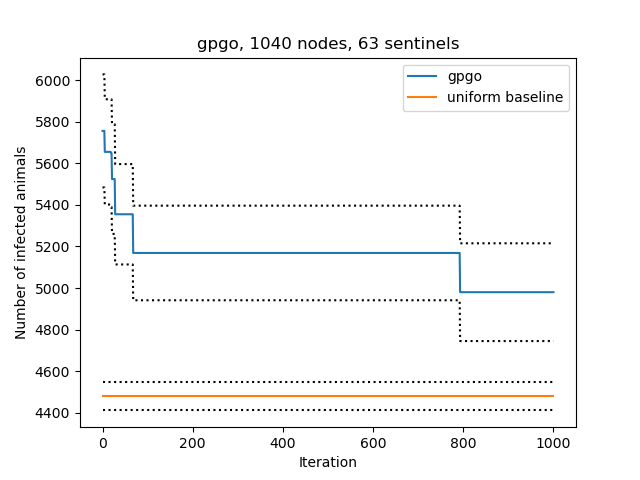 gpgo, 1040 nodes, 63 sentinels
gpgo
uniform baseline
Number of infected animals
6000
5800
5600
5400
5200
5000
4800
4600
4400
0 200 400 600 800 1000
Iteration